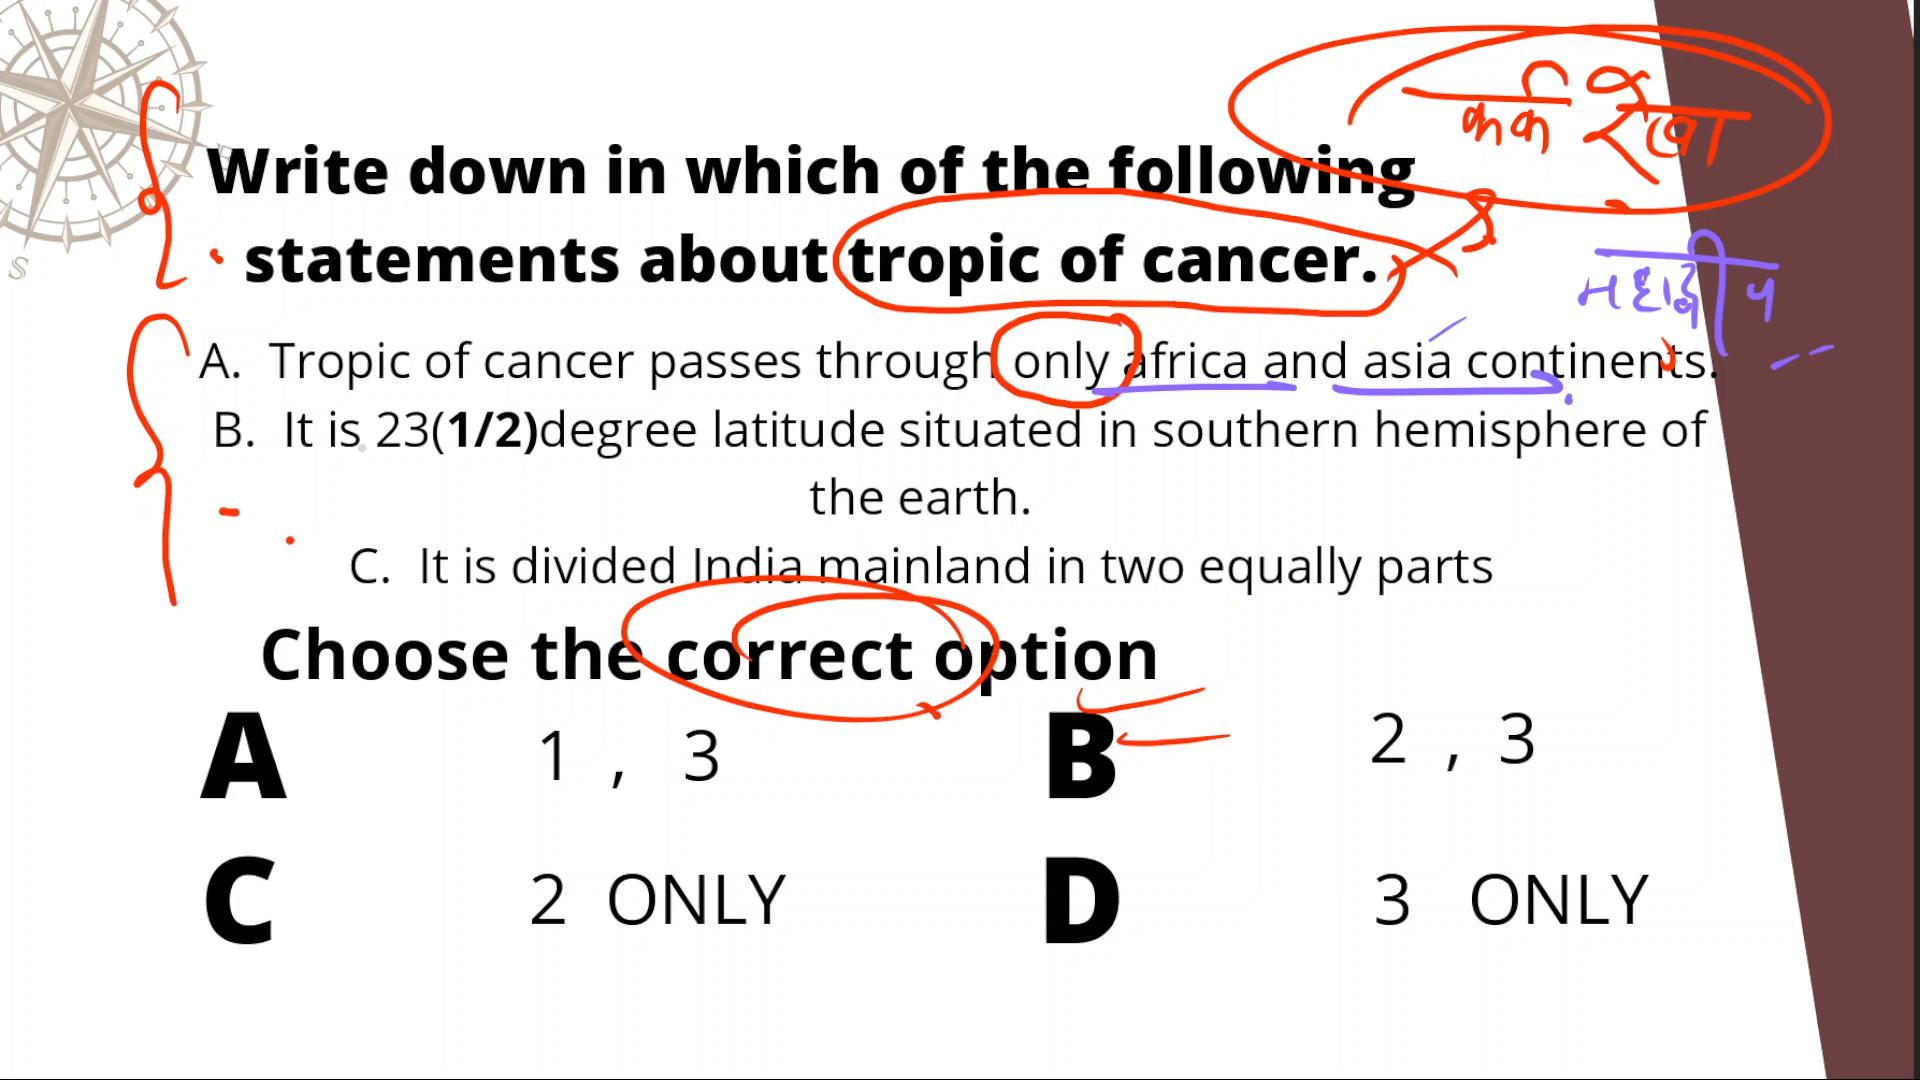 कर्क रेखा
Write down in which of the following
statements about tropic of cancer.
महाद्वीप
A. Tropic of cancer passes through only africa and asia continents.
B. It is 23(1/2)degree latitude situated in southern hemisphere of
the earth.
C. It is divided India mainland in two equally parts
Choose the correct option
A 1 , 3 B 2 , 3
C 2 ONLY D 3 ONLY
S